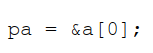 pa = &a[0];